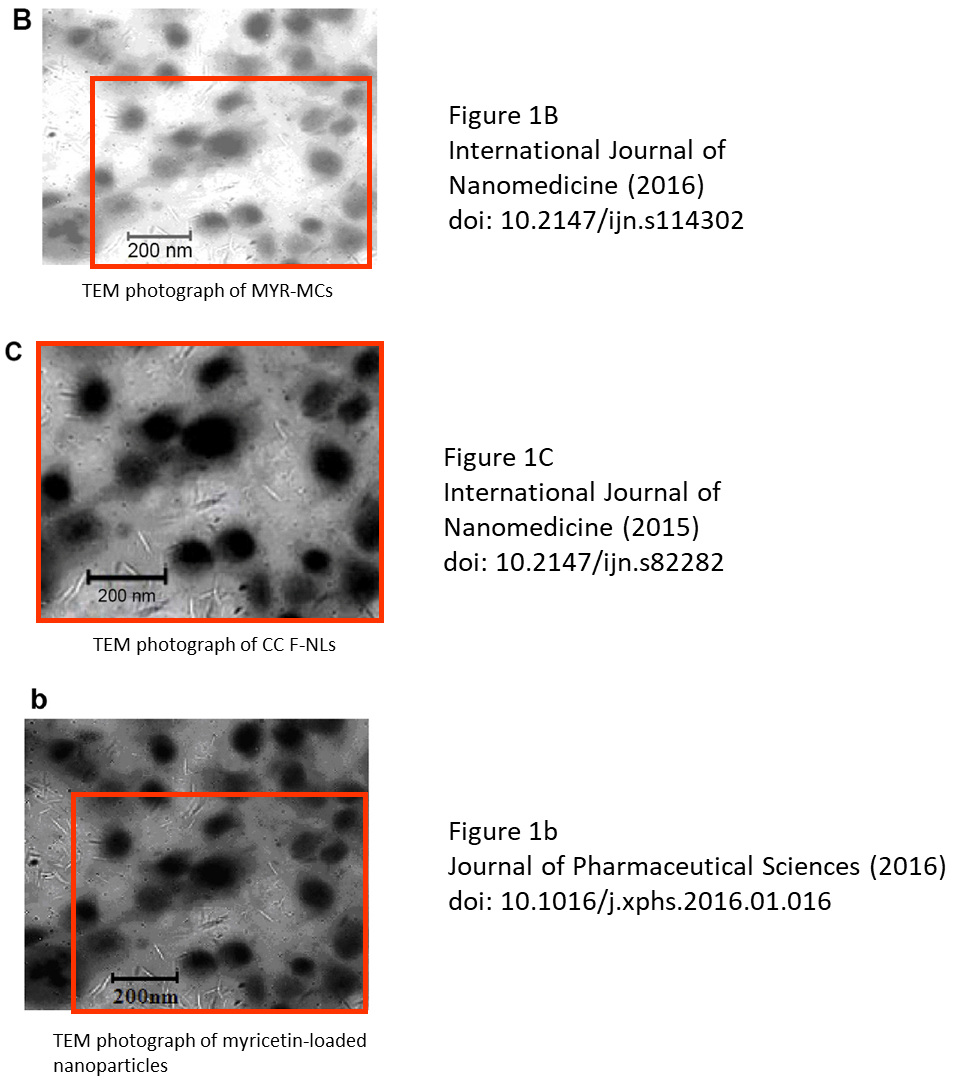 B
200 nm
TEM photograph of MYR-MCs
Figure 1B
International Journal of
Nanomedicine (2016)
doi: 10.2147/ijn.s114302
C
200 nm
TEM photograph of CC F-NLs
Figure 1C
International Journal of
Nanomedicine (2015)
doi: 10.2147/ijn.s82282
b
200nm
TEM photograph of myricetin-loaded
nanoparticles
Figure 1b
Journal of Pharmaceutical Sciences (2016)
doi: 10.1016/j.xphs.2016.01.016